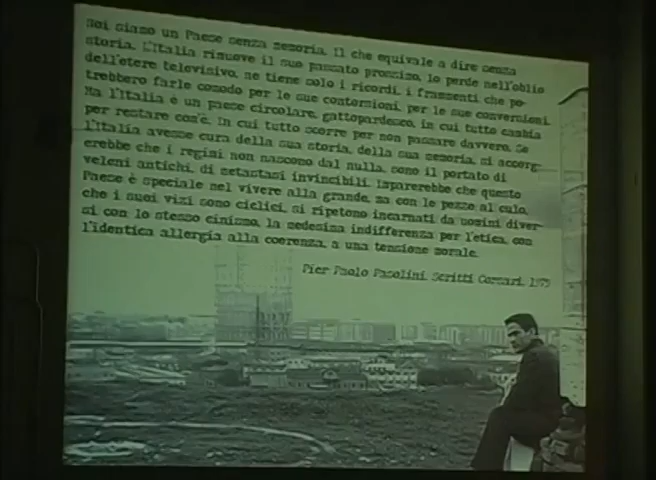 Noi siamo un Paese senza memoria. Il che equivale a dire senza
storia. L'Italia rimuove il suo passato prossimo, lo perde nell'oblio
dell'etere televisivo, ne tiene solo i ricordi, i frammenti che po-
trebbero farle comodo per le sue contorsioni, per le sue conversioni.
Ma l'Italia è un paese circolare, gattopardesco, in cui tutto cambia
per restare com'è. In cui tutto scorre per non passare davvero. Se
l'Italia avesse cura della sua storia, della sua memoria, si accorg-
erebbe che i regimi non nascono dal nulla, sono il portato di
veleni antichi, di metastasi invincibili. Imparerebbe che questo
Paese è speciale nel vivere alla grande, ma con le pezze al culo,
che i suoi vizi sono ciclici, si ripetono incarnati da uomini diver-
si con lo stesso cinismo, la medesima indifferenza per l'etica, con
l'identica allergia alla coerenza, a una tensione morale.
Pier Paolo Pasolini, Scritti Corsari, 1975